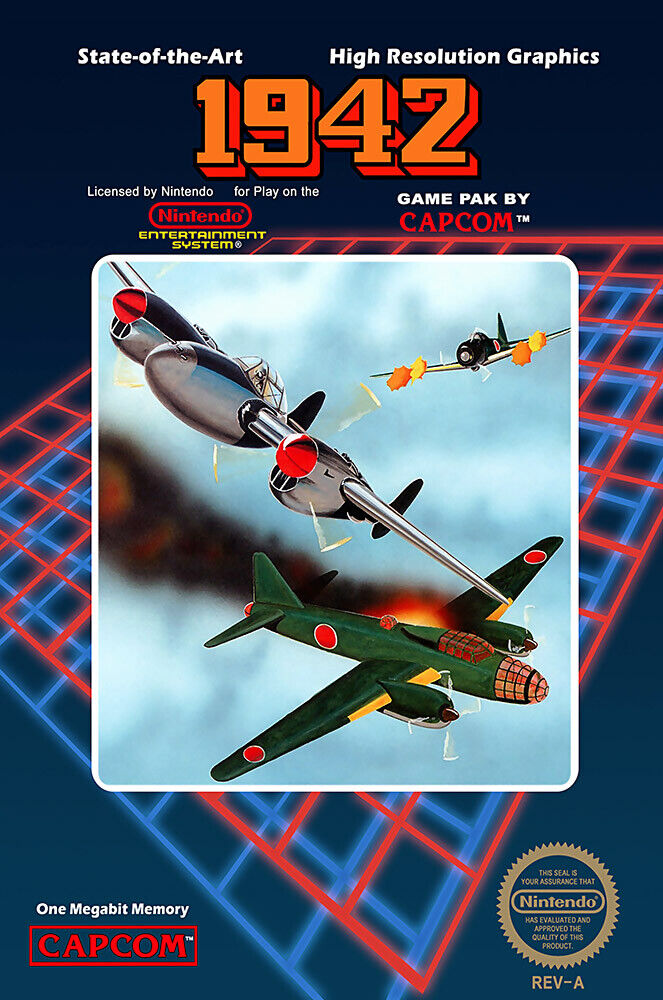 State-of-the-Art High Resolution Graphics
1942
Licensed by Nintendo for Play on the
Nintendo®
ENTERTAINMENT
SYSTEM®
GAME PAK BY
CAPCOM™
One Megabit Memory
CAPCOM™
THIS SEAL IS
YOUR ASSURANCE THAT
Nintendo®
HAS EVALUATED AND
APPROVED THE
QUALITY OF THIS
PRODUCT.
REV-A